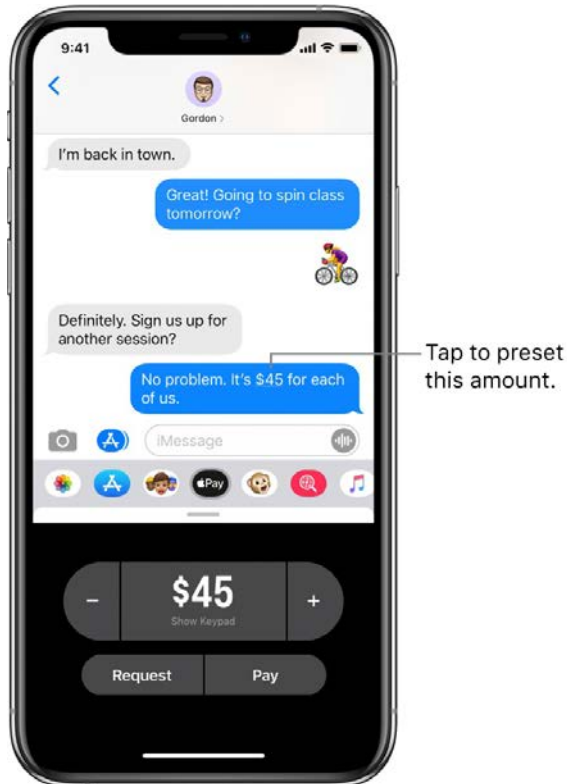 9:41
Gordon >
I'm back in town.
Great! Going to spin class
tomorrow?
Definitely. Sign us up for
another session?
No problem. It's $45 for each
of us.
Tap to preset
this amount.
iMessage
Pay
− $45 +
Show Keypad
Request Pay